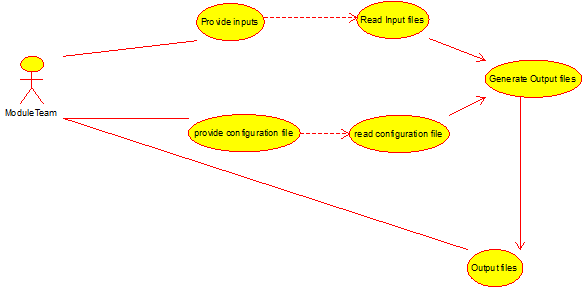 Provide inputs
Read Input files
Generate Output files
ModuleTeam
provide configuration file
read configuration file
Output files